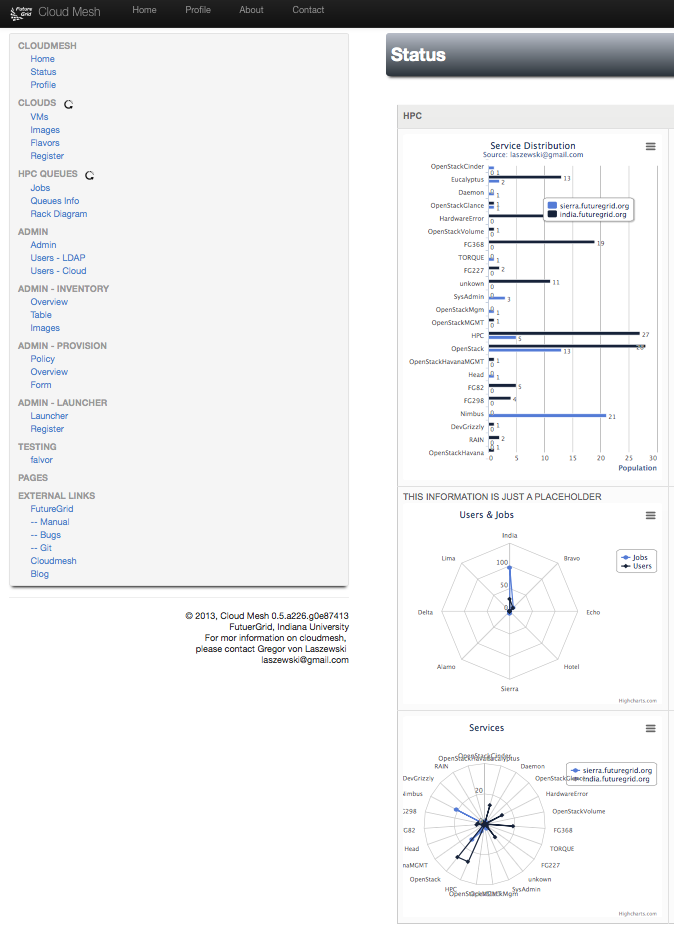 Future Grid Cloud Mesh Home Profile About Contact
CLOUDMESH
Home
Status
Profile
CLOUDS
VMs
Images
Flavors
Register
HPC QUEUES
Jobs
Queues Info
Rack Diagram
ADMIN
Admin
Users - LDAP
Users - Cloud
ADMIN - INVENTORY
Overview
Table
Images
ADMIN - PROVISION
Policy
Overview
Form
ADMIN - LAUNCHER
Launcher
Register
TESTING
falvor
PAGES
EXTERNAL LINKS
FutureGrid
-- Manual
-- Bugs
-- Git
Cloudmesh
Blog
© 2013, Cloud Mesh 0.5.a226.g0e87413
FutuerGrid, Indiana University
For mor information on cloudmesh,
please contact Gregor von Laszewski
laszewski@gmail.com
Status
HPC
Service Distribution
Source: laszewski@gmail.com
OpenStackCinder 0 1
Eucalyptus 13 2
Daemon 0 1
OpenStackGlance 1 1
sierra.futuregrid.org
india.futuregrid.org
HardwareError 0
OpenStackVolume 1 0
FG368 19 0
TORQUE 0 1
FG227 2 0
unkown 11 0
SysAdmin 0 3
OpenStackMgm 0 1
OpenStackMGMT 1 0
HPC 27 5
OpenStack 28 13
OpenStackHavanaMGMT 1 0
Head 0 1
FG82 5 0
FG298 4 0
Nimbus 0 21
DevGrizzly 1 0
RAIN 2 0
OpenStackHavana 1
0 5 10 15 20 25 30
Population
THIS INFORMATION IS JUST A PLACEHOLDER
Users & Jobs
India
Lima Bravo
Jobs
Users
100
50
0
Delta Echo
Alamo Hotel
Sierra
Highcharts.com
Services
OpenStackCinder
OpenStackHavana Eucalyptus
RAIN Daemon
sierra.futuregrid.org
india.futuregrid.org
DevGrizzly OpenStackGlance
Nimbus HardwareError
20
G298 OpenStackVolume
G82 FG368
Head TORQUE
naMGMT FG227
OpenStack unkown
HPC SysAdmin
OpenStackMGMT OpenStackMgm
Highcharts.com